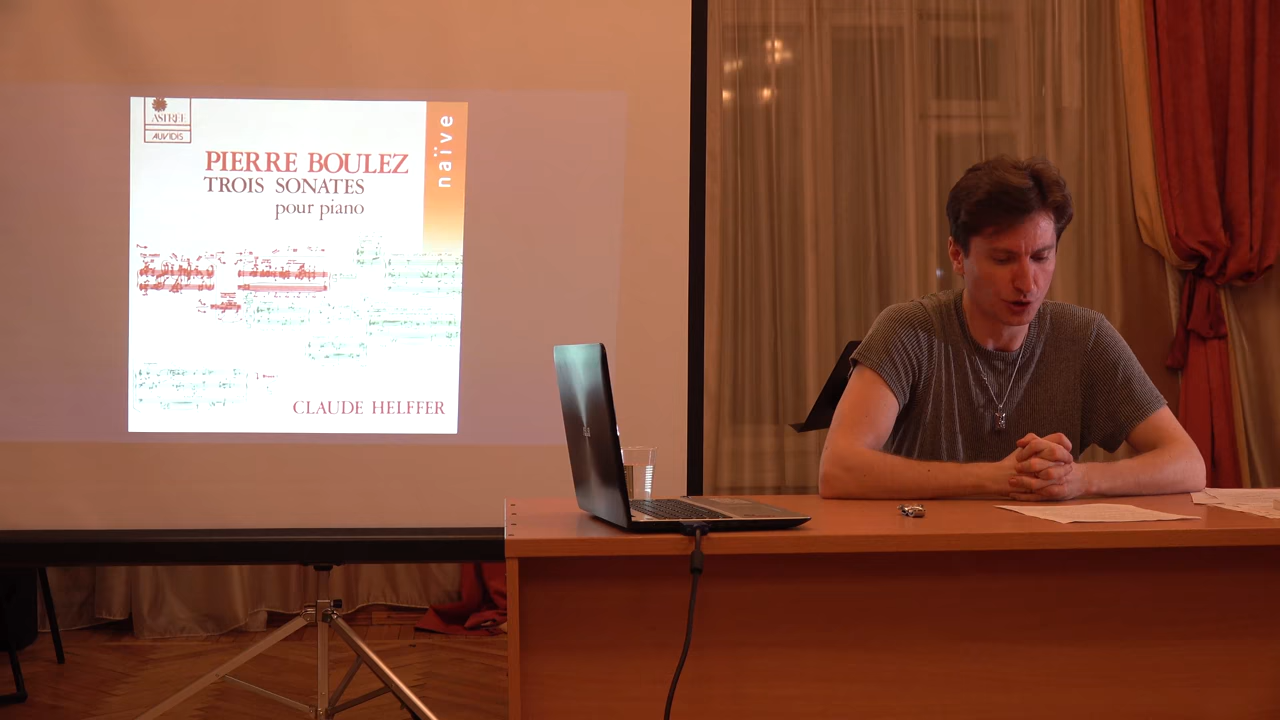 ASTRÉE
AUVIDIS
naïve
PIERRE BOULEZ
TROIS SONATES
pour piano
CLAUDE HELFFER